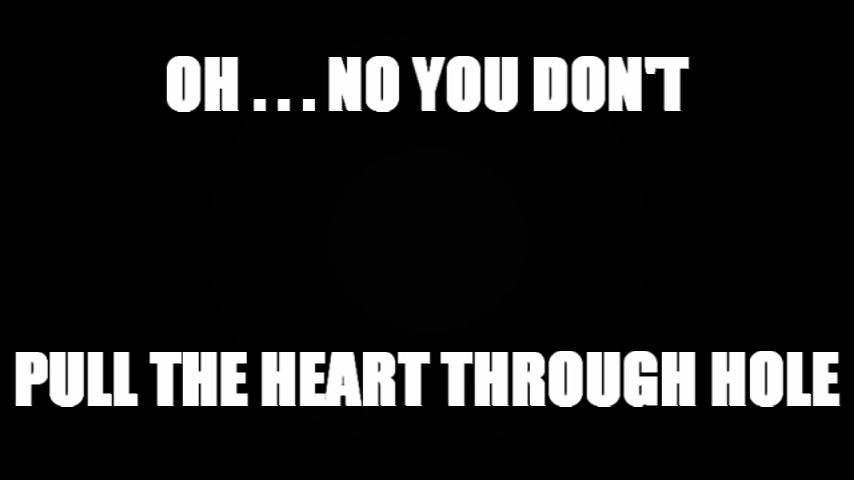 OH . . . NO YOU DON'T
PULL THE HEART THROUGH HOLE